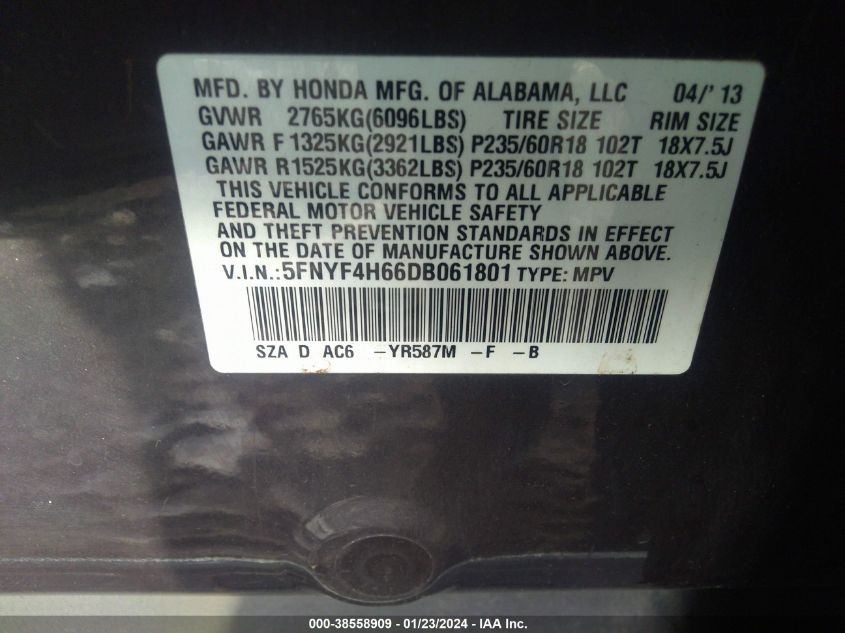 MFD. BY HONDA MFG. OF ALABAMA, LLC 04/'13
GVWR 2765KG(6096LBS) TIRE SIZE RIM SIZE
GAWR F 1325KG(2921LBS) P235/60R18 102T 18X7.5J
GAWR R1525KG(3362LBS) P235/60R18 102T 18X7.5J
THIS VEHICLE CONFORMS TO ALL APPLICABLE
FEDERAL MOTOR VEHICLE SAFETY
AND THEFT PREVENTION STANDARDS IN EFFECT
ON THE DATE OF MANUFACTURE SHOWN ABOVE.
V.I.N.:5FNYF4H66DB061801 TYPE: MPV
SZA D AC6 -YR587M -F -B
000-38558909 - 01/23/2024 - IAA Inc.